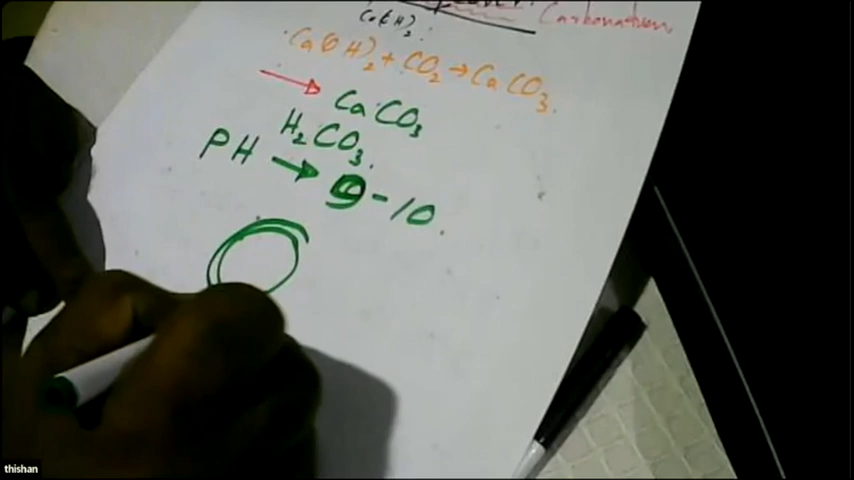 Carbonation
Ca(OH)2
Ca(OH)2 + CO2 → CaCO3.
→ CaCO3
H2CO3.
PH → 9-10.
thishan